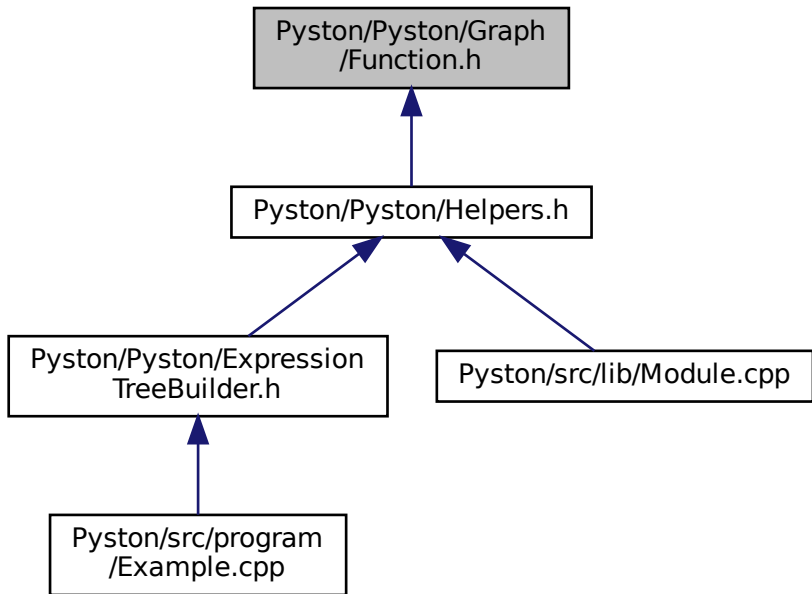 Pyston/Pyston/Graph
/Function.h
Pyston/Pyston/Helpers.h
Pyston/Pyston/Expression
TreeBuilder.h
Pyston/src/lib/Module.cpp
Pyston/src/program
/Example.cpp